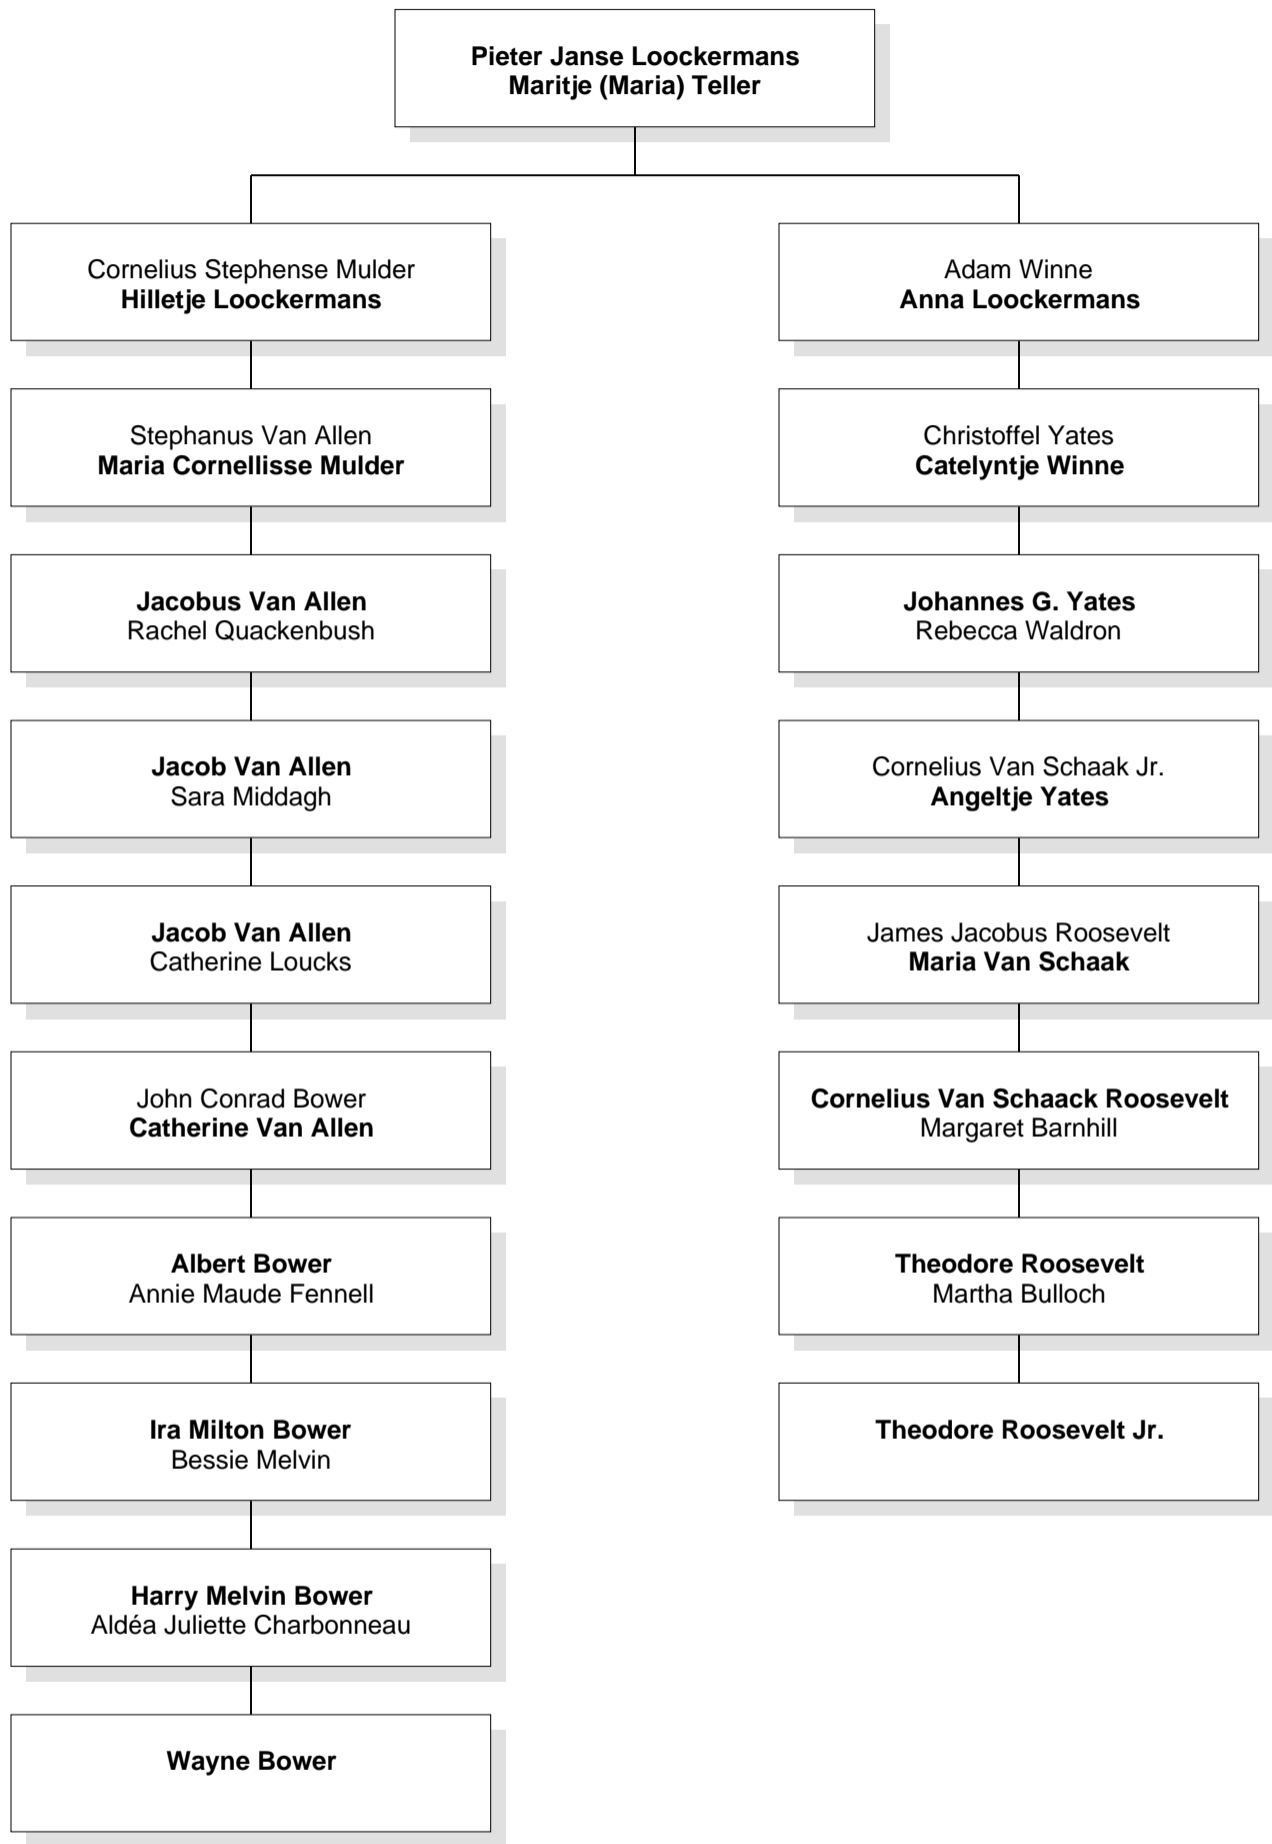 Pieter Janse Loockermans
Maritje (Maria) Teller
Cornelius Stephense Mulder
Hilletje Loockermans
Adam Winne
Anna Loockermans
Stephanus Van Allen
Maria Cornellisse Mulder
Christoffel Yates
Catelyntje Winne
Jacobus Van Allen
Rachel Quackenbush
Johannes G. Yates
Rebecca Waldron
Jacob Van Allen
Sara Middagh
Cornelius Van Schaak Jr.
Angeltje Yates
Jacob Van Allen
Catherine Loucks
James Jacobus Roosevelt
Maria Van Schaak
John Conrad Bower
Catherine Van Allen
Cornelius Van Schaack Roosevelt
Margaret Barnhill
Albert Bower
Annie Maude Fennell
Theodore Roosevelt
Martha Bulloch
Ira Milton Bower
Bessie Melvin
Theodore Roosevelt Jr.
Harry Melvin Bower
Aldéa Juliette Charbonneau
Wayne Bower